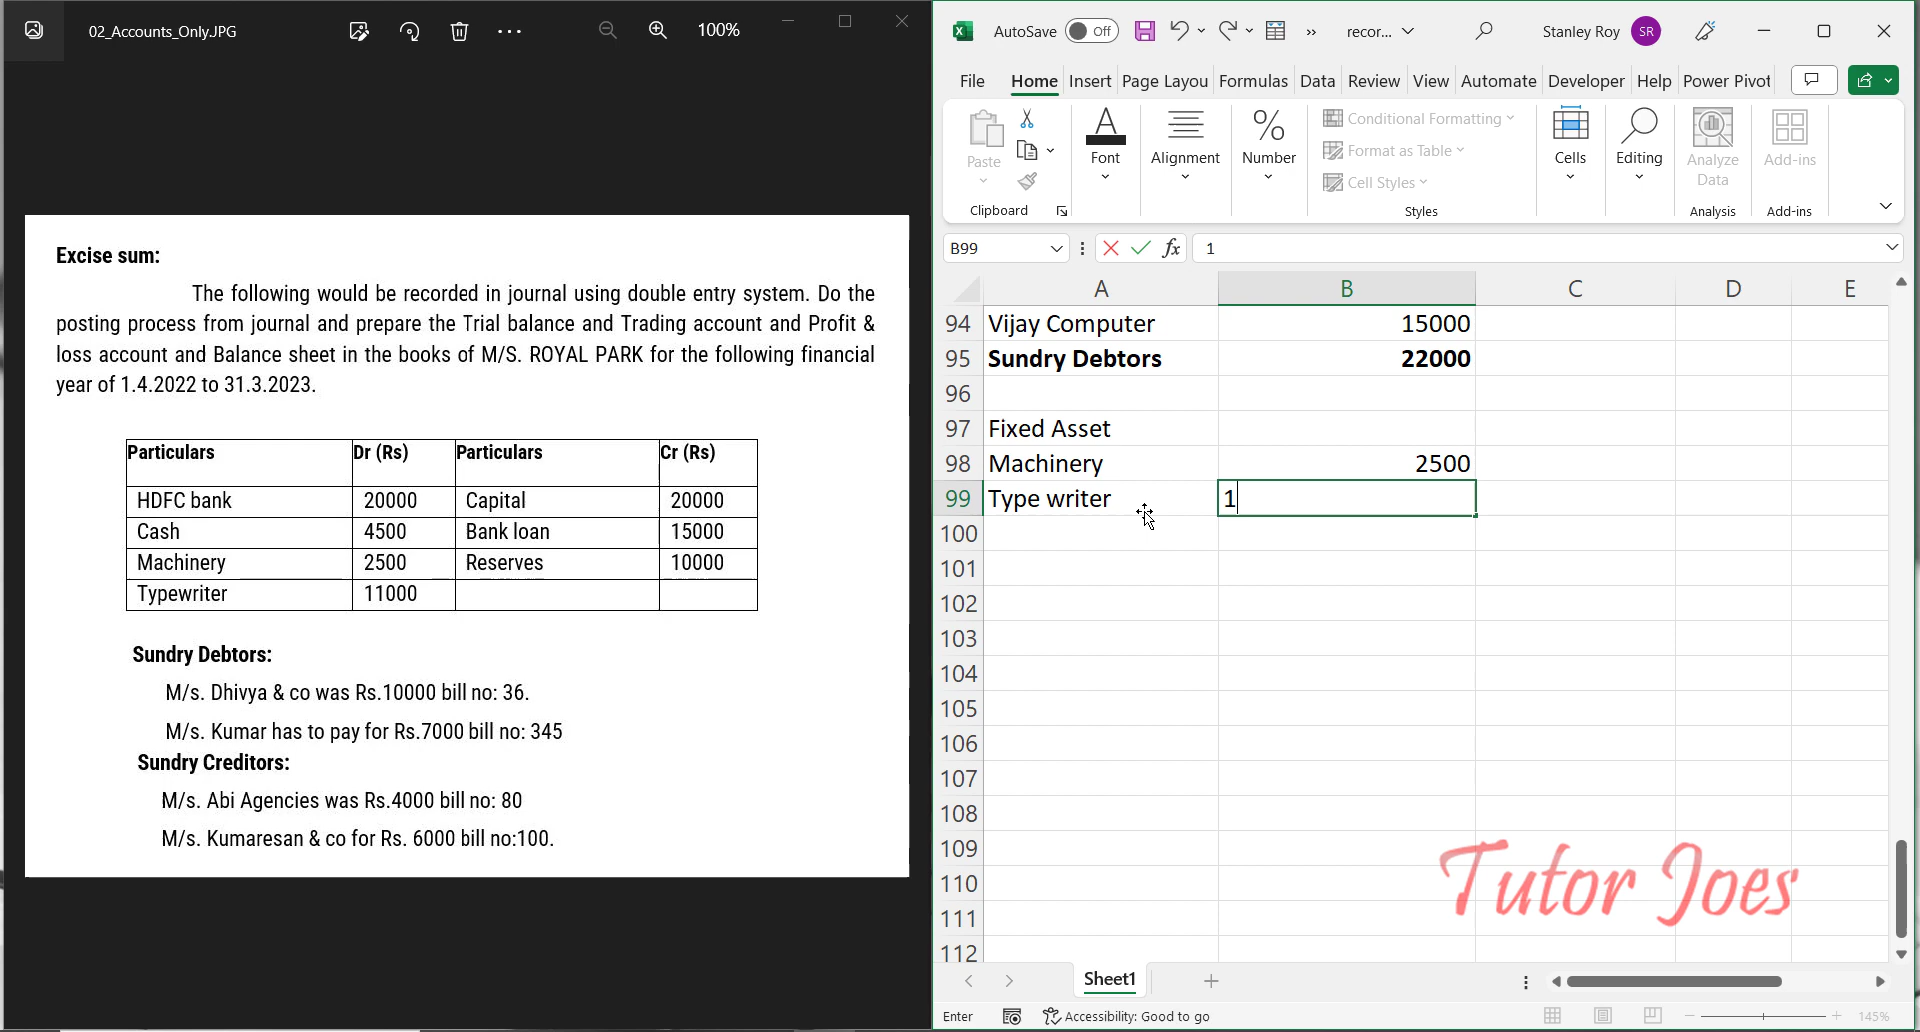 02_Accounts_Only.JPG
100%
Excise sum:
The following would be recorded in journal using double entry system. Do the
posting process from journal and prepare the Trial balance and Trading account and Profit &
loss account and Balance sheet in the books of M/S. ROYAL PARK for the following financial
year of 1.4.2022 to 31.3.2023.
Particulars Dr (Rs) Particulars Cr (Rs)
HDFC bank 20000 Capital 20000
Cash 4500 Bank loan 15000
Machinery 2500 Reserves 10000
Typewriter 11000
Sundry Debtors:
M/s. Dhivya & co was Rs.10000 bill no: 36.
M/s. Kumar has to pay for Rs.7000 bill no: 345
Sundry Creditors:
M/s. Abi Agencies was Rs.4000 bill no: 80
M/s. Kumaresan & co for Rs. 6000 bill no:100.
AutoSave Off » recor... Stanley Roy SR
File Home Insert Page Layou Formulas Data Review View Automate Developer Help Power Pivot
Paste Font Alignment Number Conditional Formatting Format as Table Cell Styles Cells Editing Analyze Data Add-ins
Clipboard Styles Analysis Add-ins
B99 fx 1
A B C D E
94 Vijay Computer 15000
95 Sundry Debtors 22000
96
97 Fixed Asset
98 Machinery 2500
99 Type writer 1
100
101
102
103
104
105
106
107
108
109
110
111
112
Tutor Joes
Sheet1
Enter Accessibility: Good to go 145%